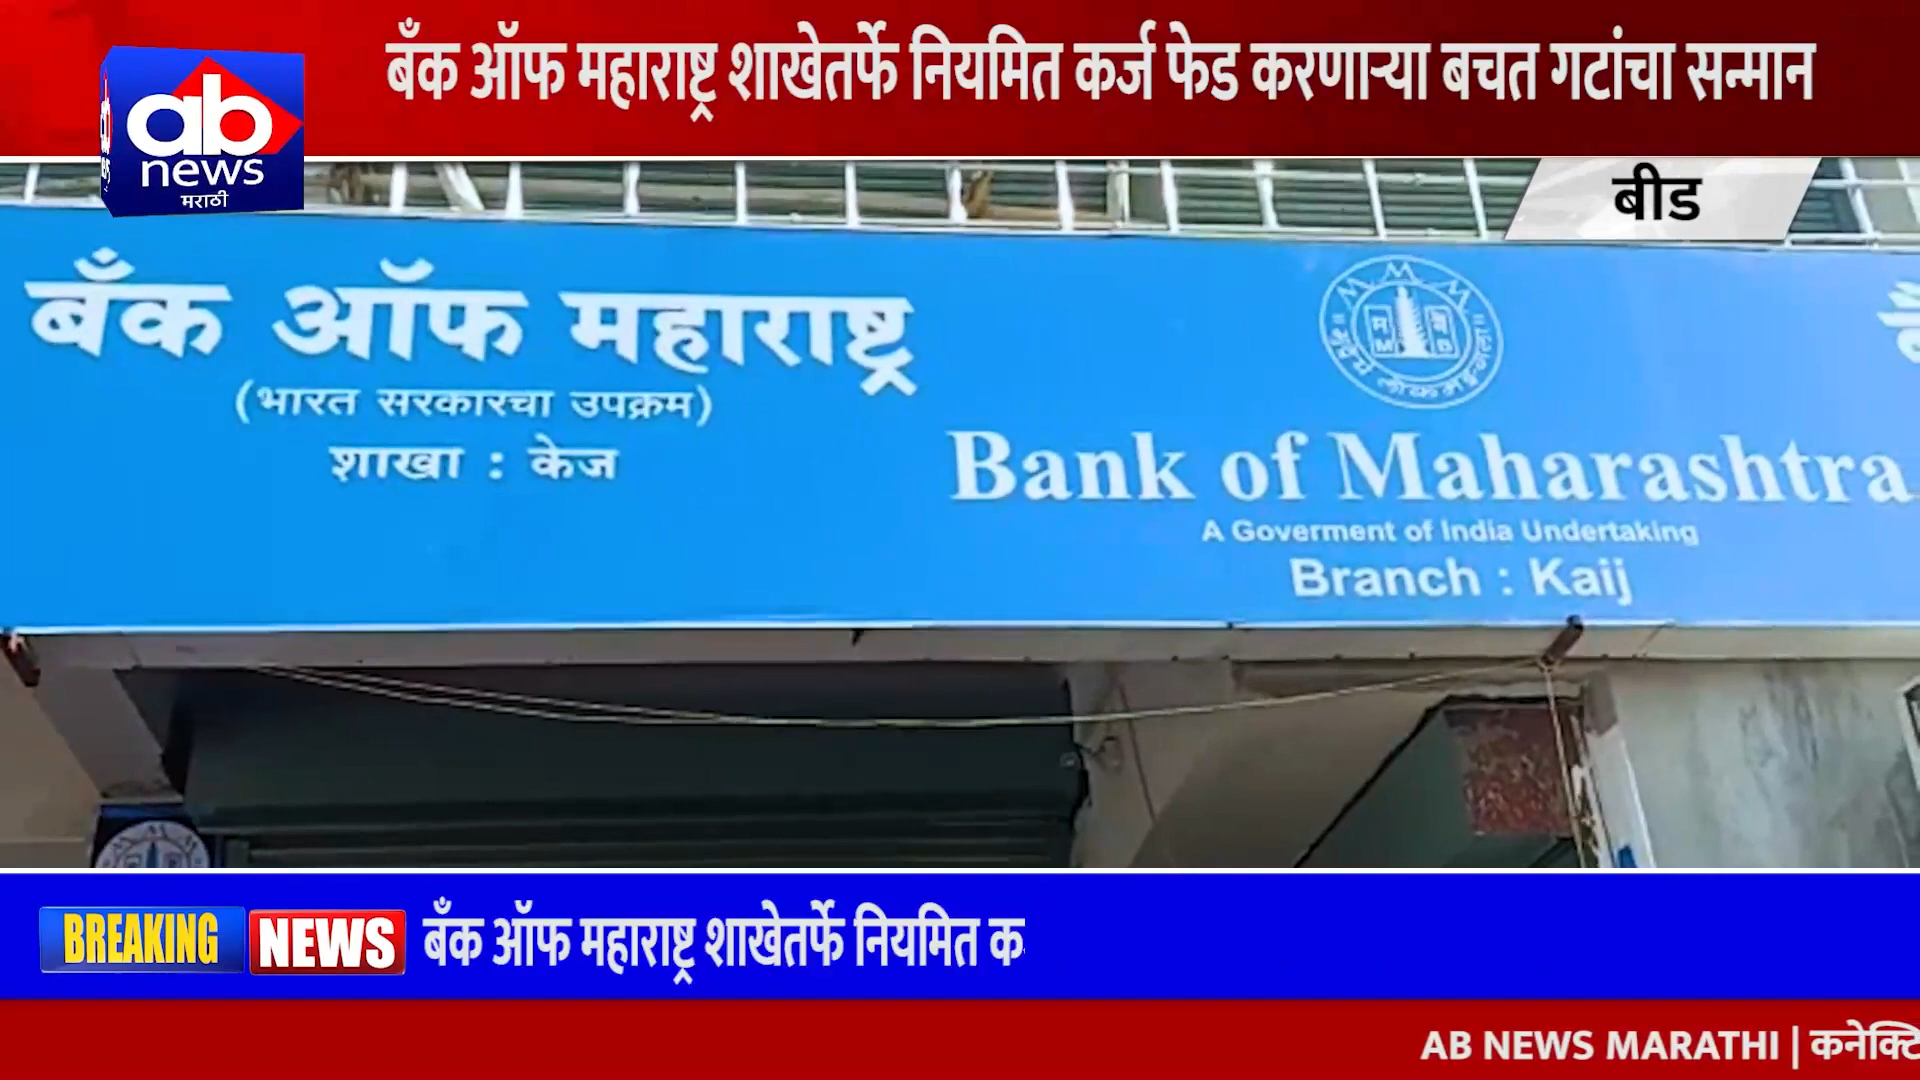 बँक ऑफ महाराष्ट्र शाखेतर्फे नियमित कर्ज फेड करणाऱ्या बचत गटांचा सन्मान
ab
news
मराठी
बीड
बँक ऑफ महाराष्ट्र
(भारत सरकारचा उपक्रम)
शाखा : केज
Bank of Maharashtra
A Goverment of India Undertaking
Branch : Kaij
BREAKING NEWS
बँक ऑफ महाराष्ट्र शाखेतर्फे नियमित क
AB NEWS MARATHI |